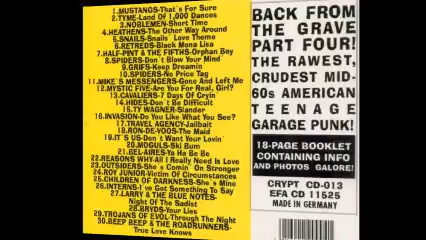 1.MUSTANGS-That´s For Sure
2.TYME-Land Of 1,000 Dances
3.NOBLEMEN-Short Time
4.HEATHENS-The Other Way Around
5.SNAILS-Snails´ Love Theme
6.RETREDS-Black Mona Lisa
7.HALF-PINT & THE FIFTHS-Orphan Boy
8.SPIDERS-Don´t Blow Your Mind
9.GRIFS-Keep Dreamin
10.SPIDERS-No Price Tag
11.MIKE´S MESSENGERS-Gone And Left Me
12.MYSTIC FIVE-Are You For Real, Girl?
13.CAVALIERS-7 Days Of Cryin´
14.HIDES-Don´t Be Difficult
15.TY WAGNER-Slander
16.INVASION-Do You Like What You See?
17.TRAVEL AGENCY-Jailbait
18.RON-DE-VOOS-The Maid
19.IT´S US-Don´t Want Your Lovin´
20.MOGULS-Ski Bum
21.BEL-AIRES-Ya Ha Be Be
22.REASONS WHY-All I Really Need Is Love
23.OUTSIDERS-She´s Comin´ On Stronger
24.ROY JUNIOR-Victim Of Circumstances
25.CHILDREN OF DARKNESS-She´s Mine
26.INTERNS-I´ve Got Something To Say
27.LARRY & THE BLUE NOTES-
Night Of The Sadist
28.BRYDS-Your Lies
29.TROJANS OF EVOL-Through The Night
30.BEEP BEEP & THE ROADRUNNERS-
True Love Knows
BACK FROM
THE GRAVE
PART FOUR!
THE RAWEST,
CRUDEST MID-
60s AMERICAN
TEENAGE
GARAGE PUNK!
18-PAGE BOOKLET
CONTAINING INFO
AND PHOTOS GALORE!
CRYPT CD-013
EFA CD 11525
MADE IN GERMANY